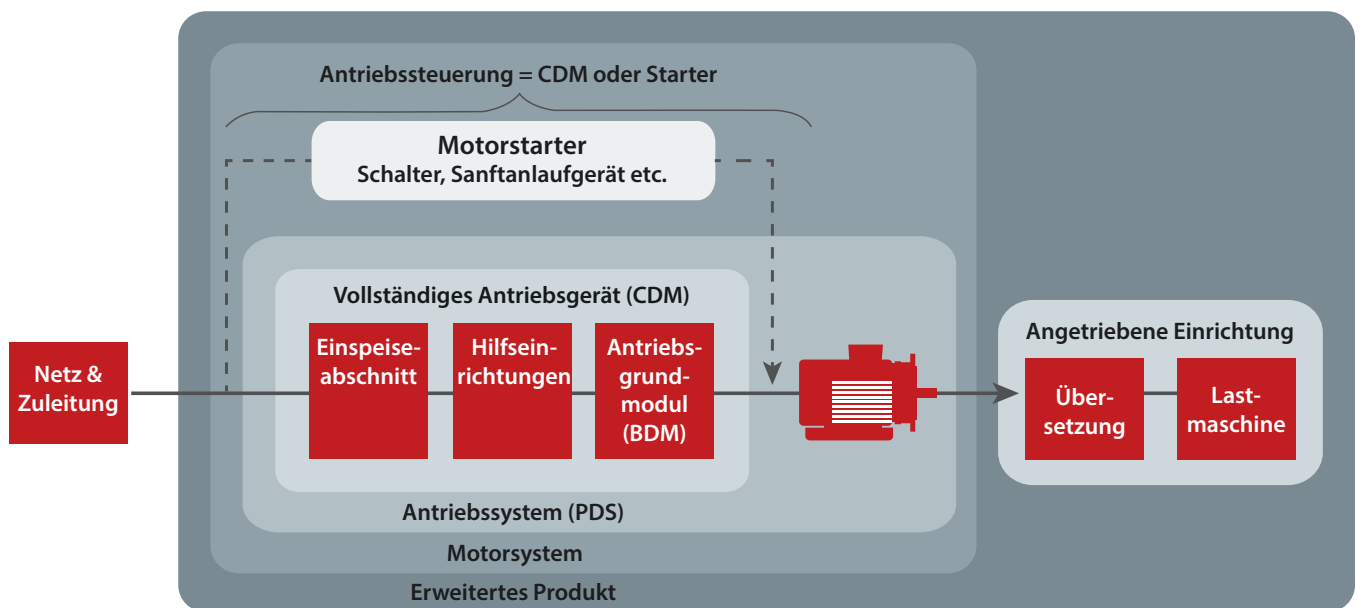 Antriebssteuerung = CDM oder Starter
Motorstarter
Schalter, Sanftanlaufgerät etc.
Vollständiges Antriebsgerät (CDM)
Netz &
Zuleitung
Einspeise-
abschnitt
Hilfsein-
richtungen
Antriebs-
grund-
modul
(BDM)
Angetriebene Einrichtung
Über-
setzung
Last-
maschine
Antriebssystem (PDS)
Motorsystem
Erweitertes Produkt